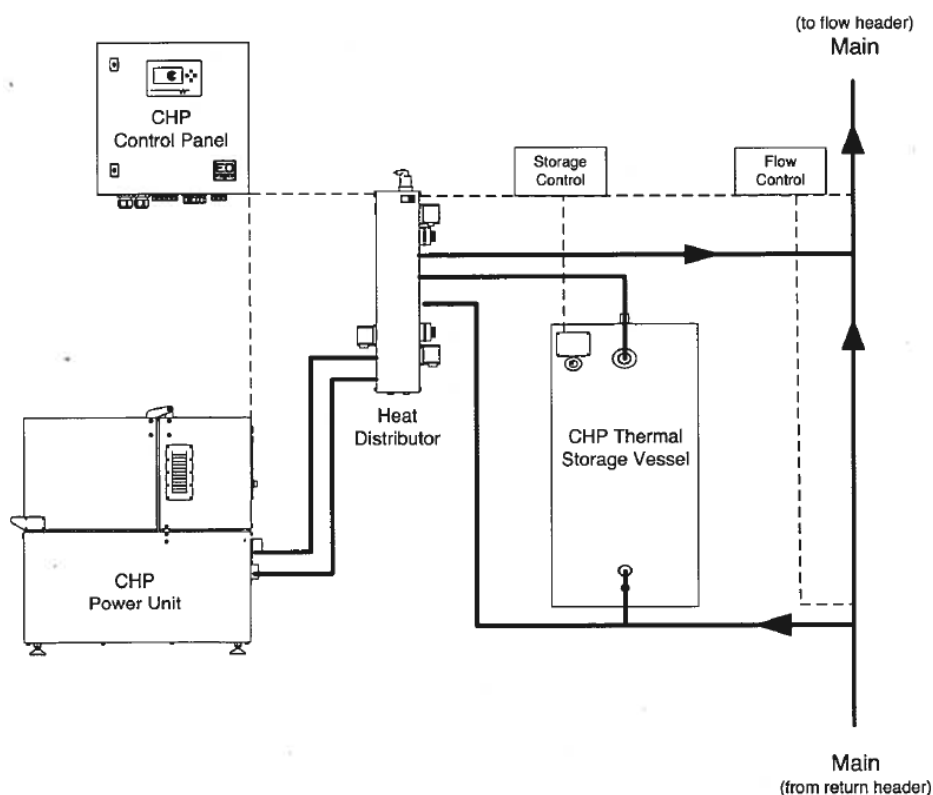 (to flow header)
Main
CHP
Control Panel
Storage
Control
Flow
Control
Heat
Distributor
CHP Thermal
Storage Vessel
CHP
Power Unit
Main
(from return header)